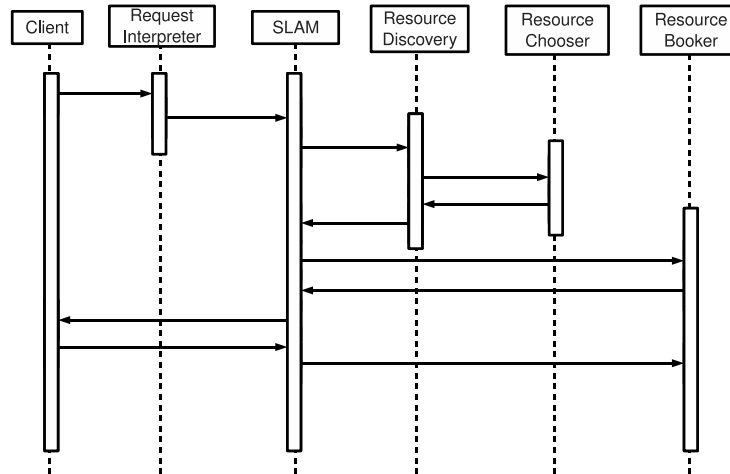 Client
Request
Interpreter
SLAM
Resource
Discovery
Resource
Chooser
Resource
Booker